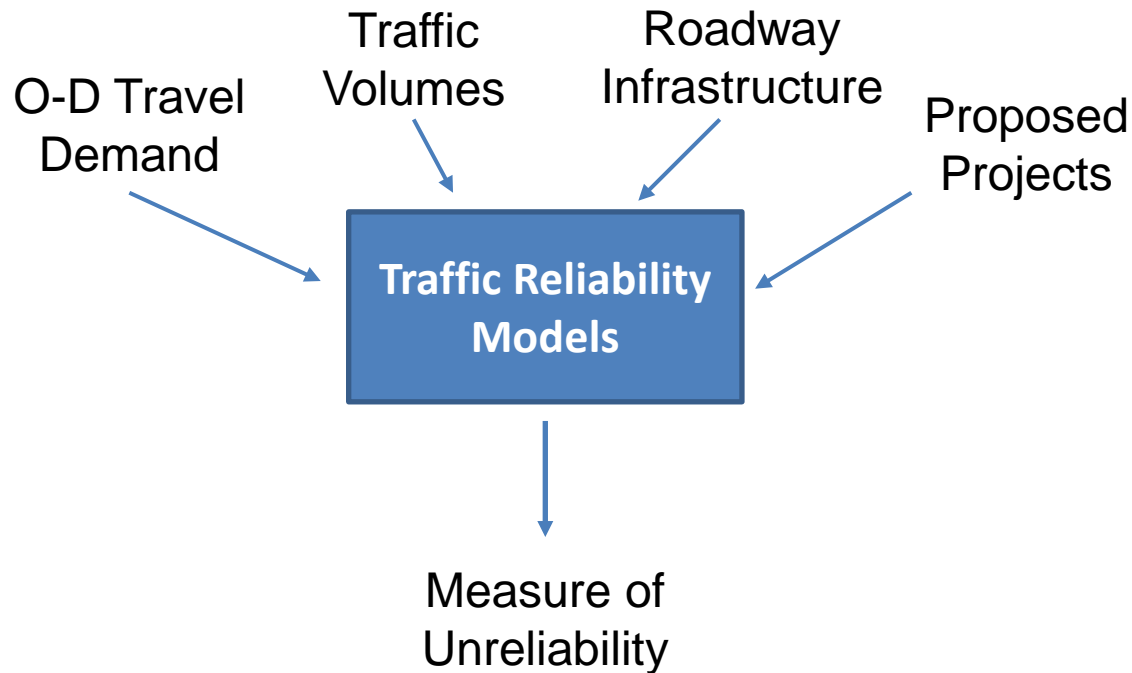 O-D Travel
Demand
Traffic
Volumes
Roadway
Infrastructure
Proposed
Projects
Traffic Reliability
Models
Measure of
Unreliability